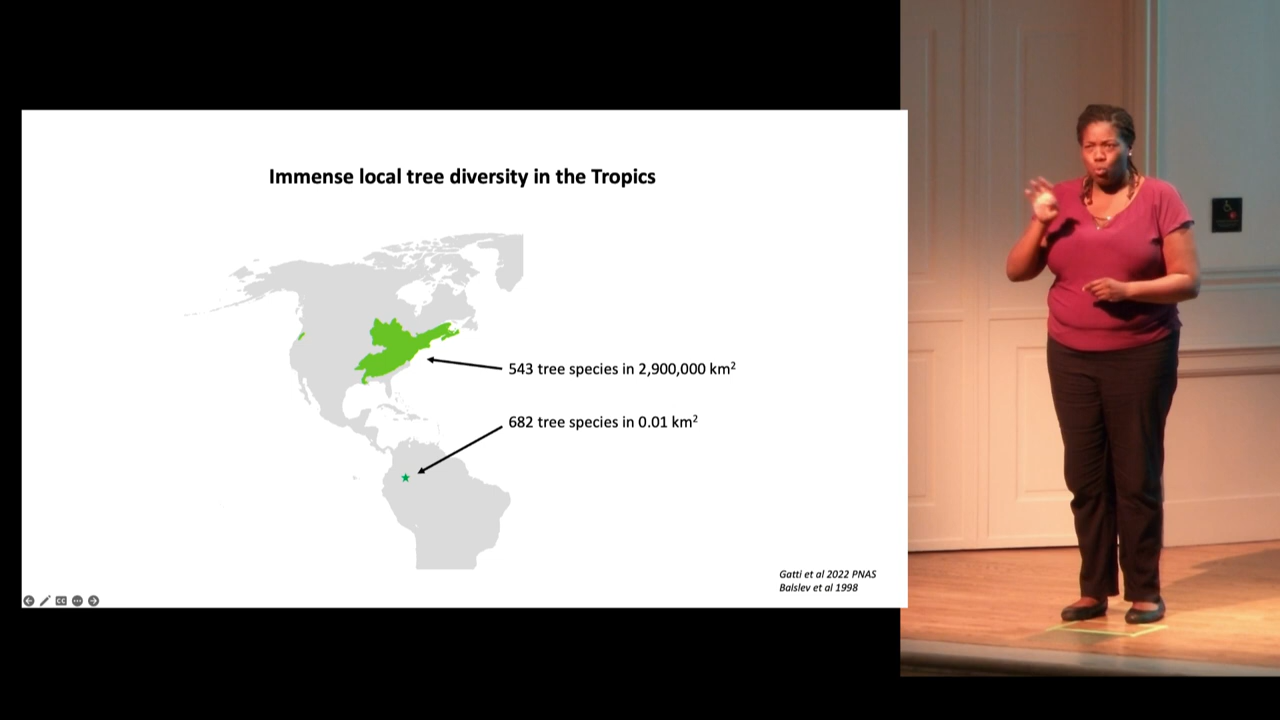 Immense local tree diversity in the Tropics
543 tree species in 2,900,000 km²
682 tree species in 0.01 km²
Gatti et al 2022 PNAS
Balslev et al 1998
CC